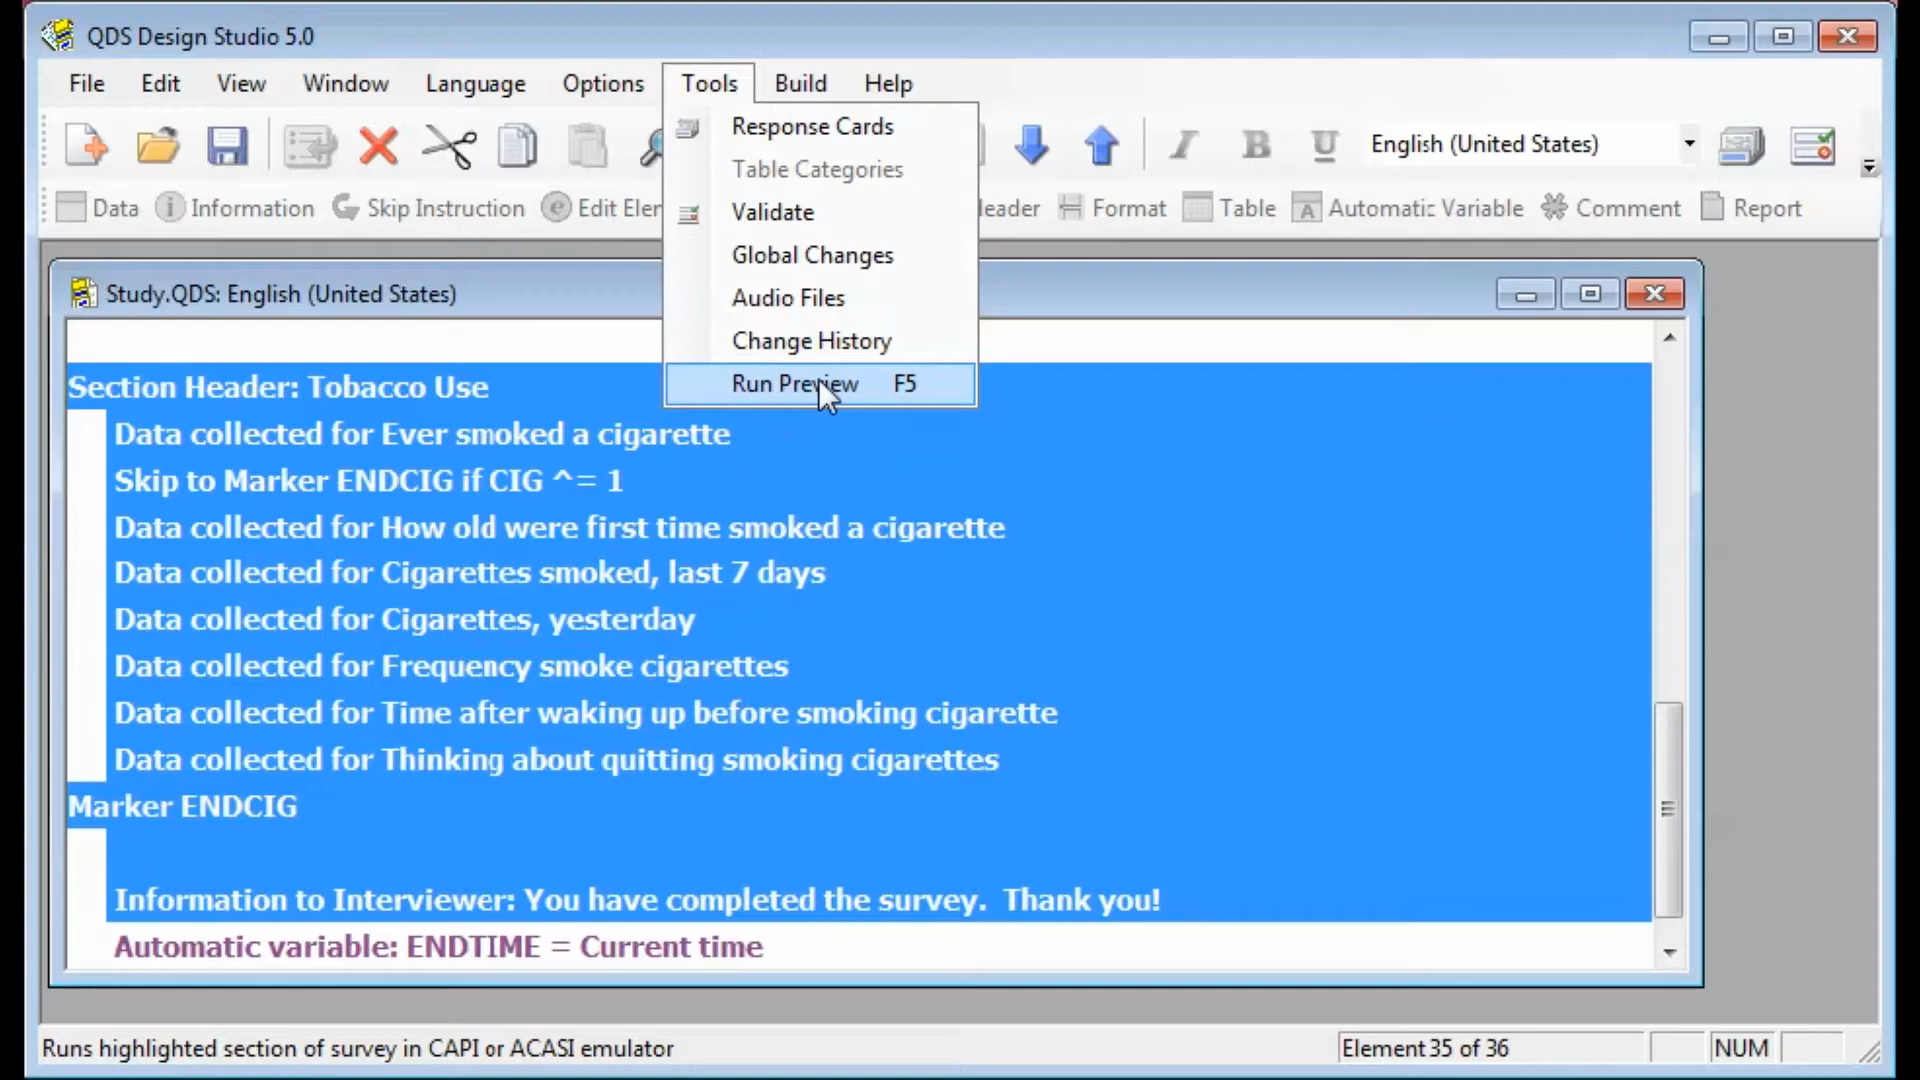 QDS Design Studio 5.0
File Edit View Window Language Options Tools Build Help
English (United States)
Data Information Skip Instruction Edit Eler eader Format Table Automatic Variable Comment Report
Response Cards
Table Categories
Validate
Global Changes
Audio Files
Change History
Run Preview F5
Study.QDS: English (United States)
Section Header: Tobacco Use
Data collected for Ever smoked a cigarette
Skip to Marker ENDCIG if CIG ^= 1
Data collected for How old were first time smoked a cigarette
Data collected for Cigarettes smoked, last 7 days
Data collected for Cigarettes, yesterday
Data collected for Frequency smoke cigarettes
Data collected for Time after waking up before smoking cigarette
Data collected for Thinking about quitting smoking cigarettes
Marker ENDCIG
Information to Interviewer: You have completed the survey.  Thank you!
Automatic variable: ENDTIME = Current time
Runs highlighted section of survey in CAPI or ACASI emulator
Element 35 of 36
NUM